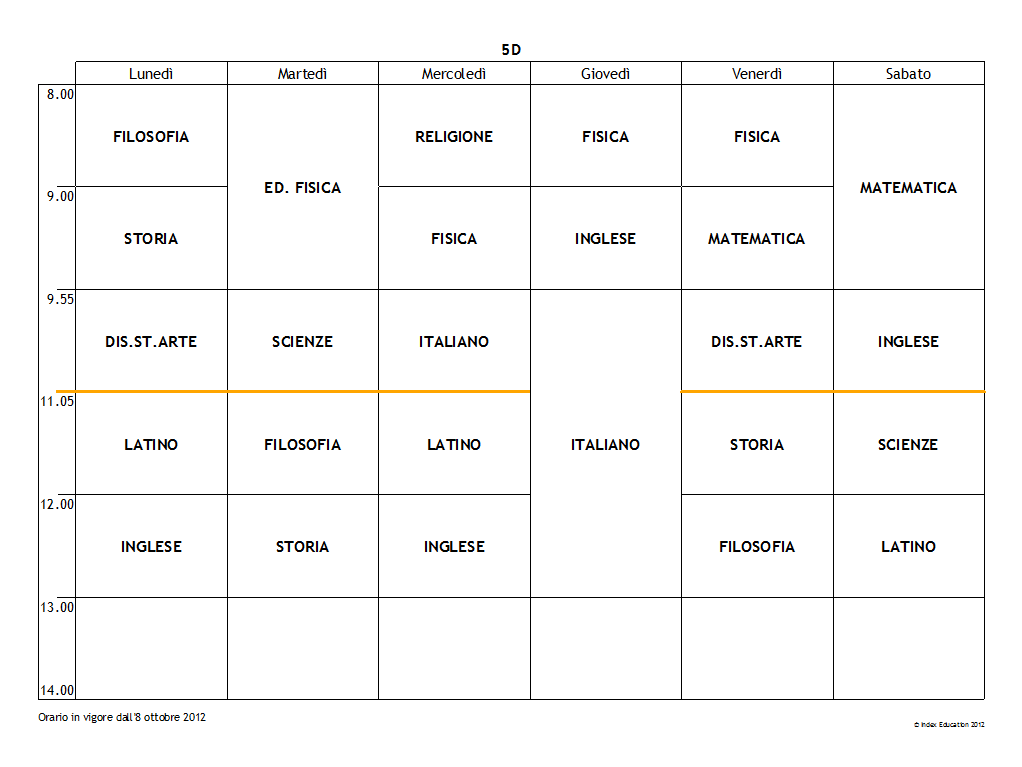 5D
Lunedì Martedì Mercoledì Giovedì Venerdì Sabato
8.00
FILOSOFIA RELIGIONE FISICA FISICA
ED. FISICA MATEMATICA
9.00
STORIA FISICA INGLESE MATEMATICA
9.55
DIS.ST.ARTE SCIENZE ITALIANO DIS.ST.ARTE INGLESE
11.05
LATINO FILOSOFIA LATINO ITALIANO STORIA SCIENZE
12.00
INGLESE STORIA INGLESE FILOSOFIA LATINO
13.00
14.00
Orario in vigore dall'8 ottobre 2012
© Index Education 2012